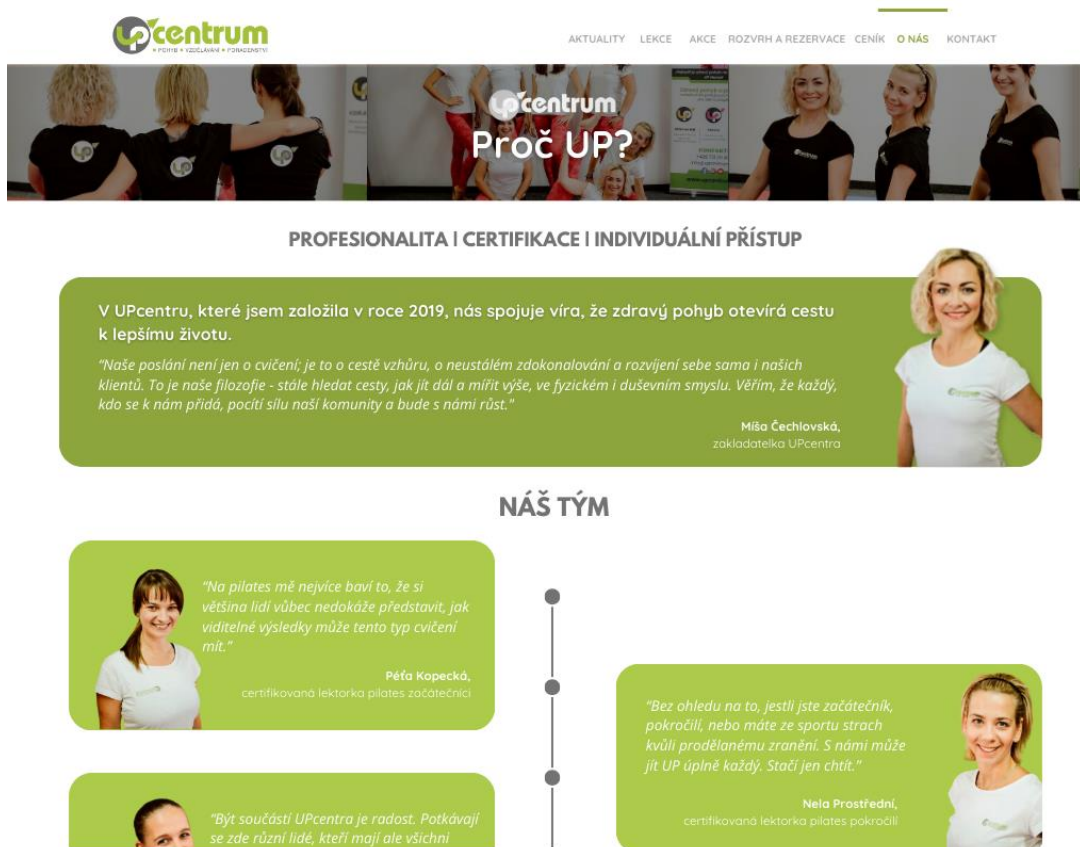 upcentrum
• POHYB • VZDĚLÁVÁNÍ • PORADENSTVÍ
AKTUALITY LEKCE AKCE ROZVRH A REZERVACE CENÍK O NÁS KONTAKT
upcentrum
Proč UP?
PROFESIONALITA | CERTIFIKACE | INDIVIDUÁLNÍ PŘÍSTUP
V UPcentru, které jsem založila v roce 2019, nás spojuje víra, že zdravý pohyb otevírá cestu
k lepšímu životu.
“Naše poslání není jen o cvičení; je to o cestě vzhůru, o neustálém zdokonalování a rozvíjení sebe sama i našich
klientů. To je naše filozofie - stále hledat cesty, jak jít dál a mířit výše, ve fyzickém i duševním smyslu. Věřím, že každý,
kdo se k nám přidá, pocítí sílu naší komunity a bude s námi růst."
Míša Čechlovská,
zakladatelka UPcentra
NÁŠ TÝM
“Na pilates mě nejvíce baví to, že si
většina lidí vůbec nedokáže představit, jak
viditelné výsledky může tento typ cvičení
mít.”
Péťa Kopecká,
certifikovaná lektorka pilates začátečníci
“Bez ohledu na to, jestli jste začátečník,
pokročilí, nebo máte ze sportu strach
kvůli prodělanému zranění. S námi může
jít UP úplně každý. Stačí jen chtít.”
Nela Prostřední,
certifikovaná lektorka pilates pokročilí
“Být součástí UPcentra je radost. Potkávají
se zde různí lidé, kteří mají ale všichni